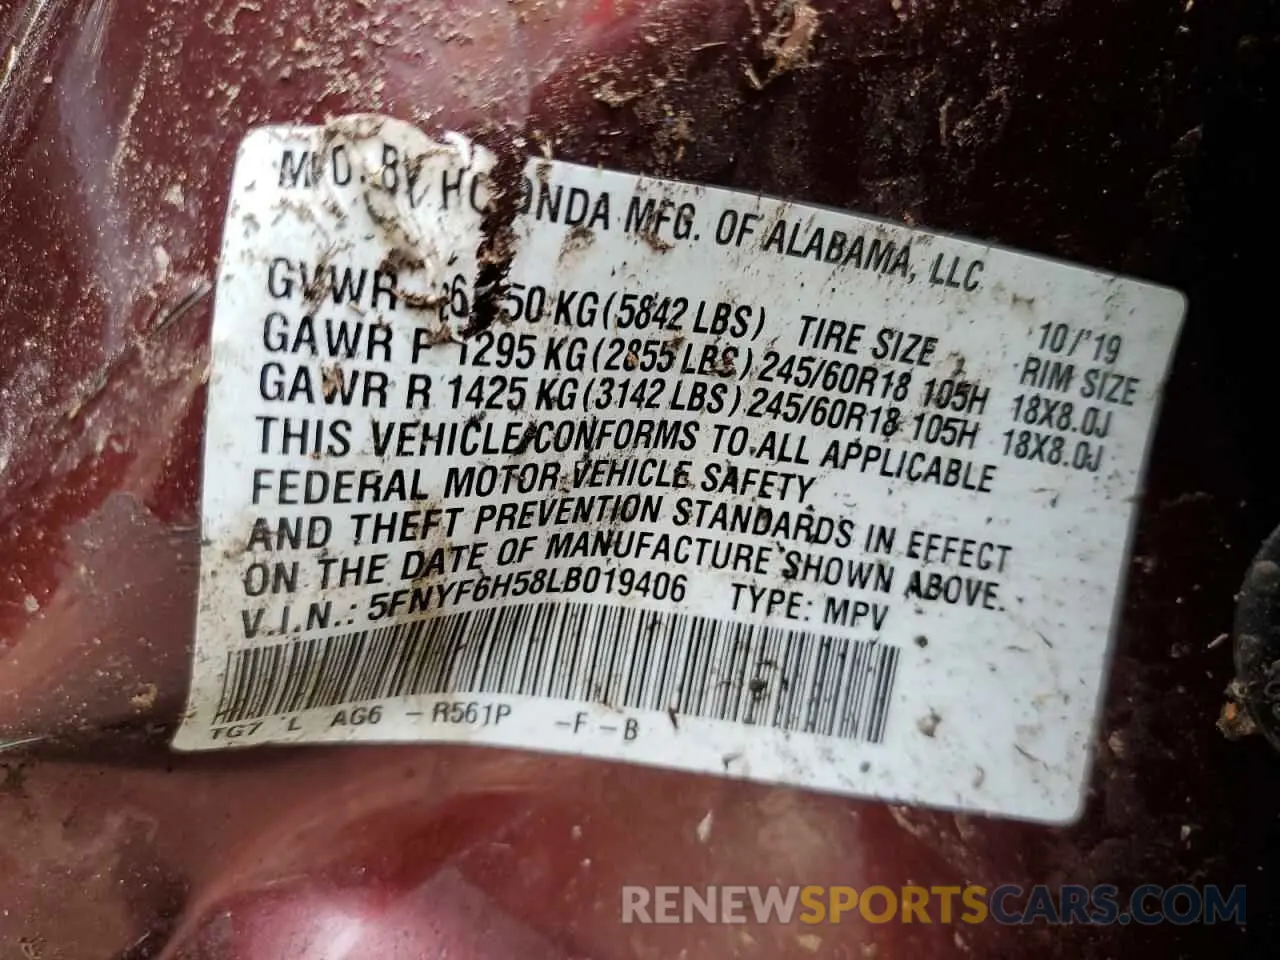 MFD. BY HONDA MFG. OF ALABAMA, LLC
10/'19
GVWR 2650 KG (5842 LBS) TIRE SIZE RIM SIZE
GAWR F 1295 KG (2855 LBS) 245/60R18 105H 18X8.0J
GAWR R 1425 KG (3142 LBS) 245/60R18 105H 18X8.0J
THIS VEHICLE CONFORMS TO ALL APPLICABLE
FEDERAL MOTOR VEHICLE SAFETY
AND THEFT PREVENTION STANDARDS IN EFFECT
ON THE DATE OF MANUFACTURE SHOWN ABOVE.
V.I.N.: 5FNYF6H58LB019406 TYPE: MPV
TG7 L AG6 -R561P -F-B
RENEWSPORTSCARS.COM